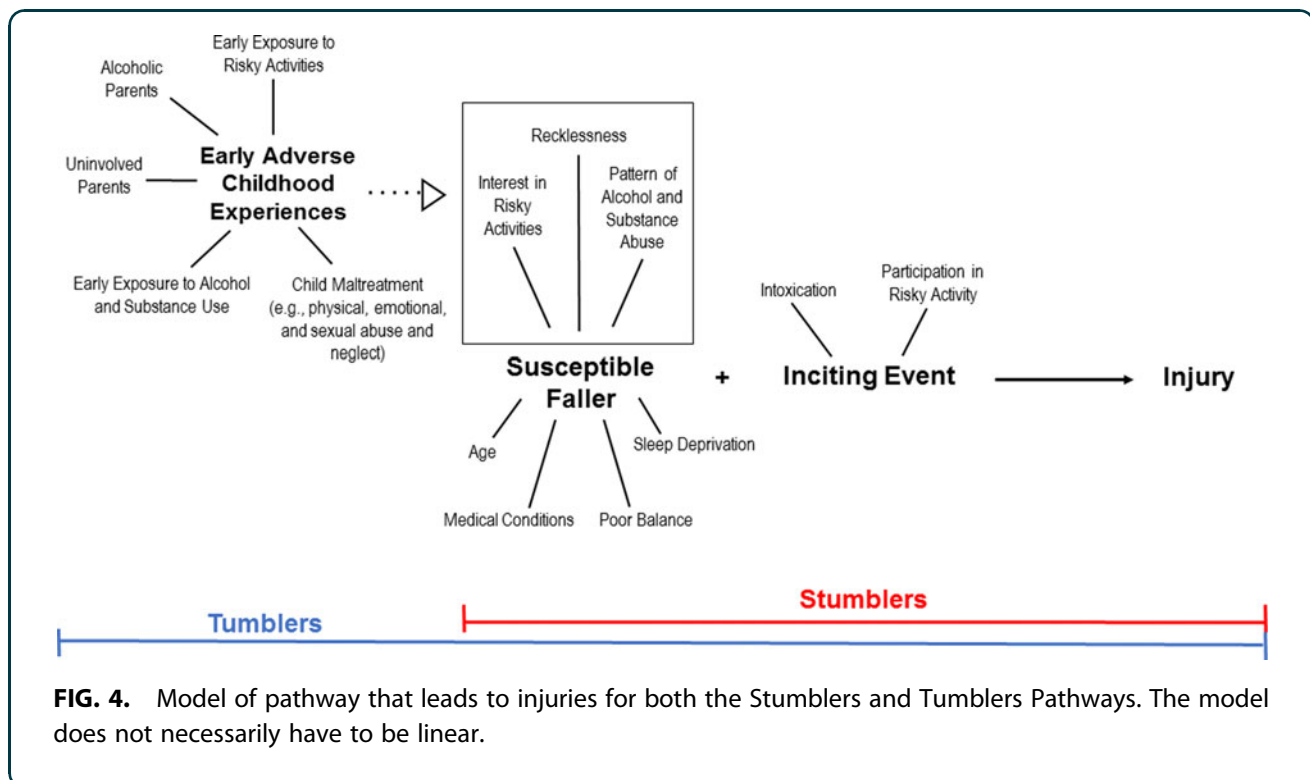 Early Exposure to
Risky Activities
Alcoholic
Parents
Uninvolved
Parents
Early Adverse
Childhood
Experiences
Early Exposure to Alcohol
and Substance Use
Child Maltreatment
(e.g., physical, emotional,
and sexual abuse and
neglect)
Recklessness
Interest in
Risky
Activities
Pattern of
Alcohol and
Substance
Abuse
Susceptible
Faller
Age
Medical Conditions
Poor Balance
Sleep Deprivation
+
Intoxication
Participation in
Risky Activity
Inciting Event
Injury
Stumblers
Tumblers
FIG. 4. Model of pathway that leads to injuries for both the Stumblers and Tumblers Pathways. The model
does not necessarily have to be linear.